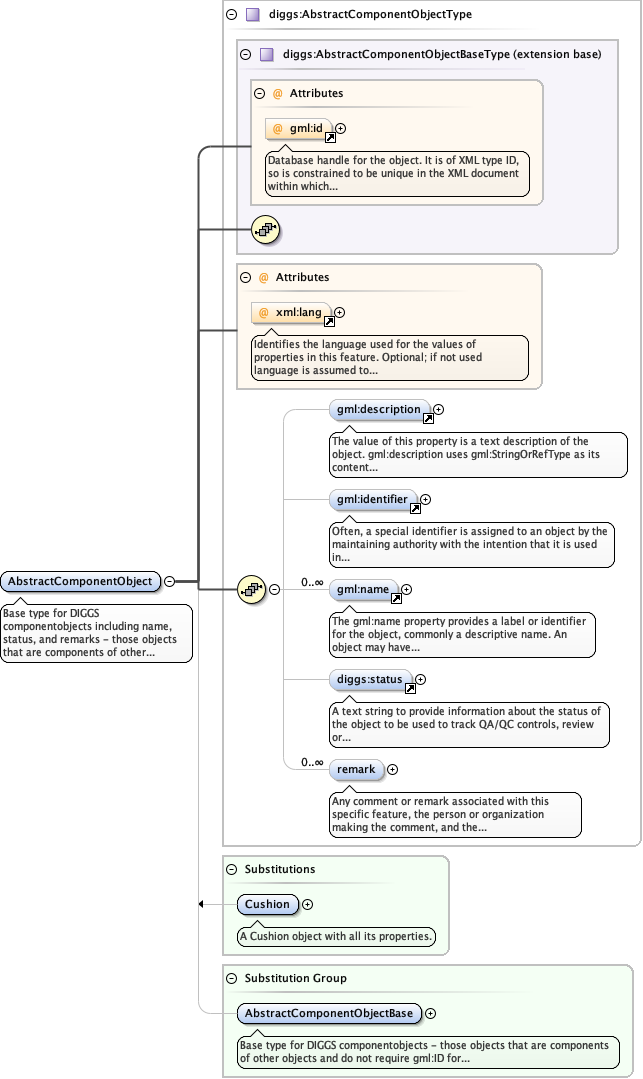 diggs:AbstractComponentObjectType
diggs:AbstractComponentObjectBaseType (extension base)
@ Attributes
@ gml:id
Database handle for the object. It is of XML type ID,
so is constrained to be unique in the XML document
within which...
@ Attributes
@ xml:lang
Identifies the language used for the values of
properties in this feature. Optional; if not used
language is assumed to...
gml:description
The value of this property is a text description of the
object. gml:description uses gml:StringOrRefType as its
content...
gml:identifier
Often, a special identifier is assigned to an object by the
maintaining authority with the intention that it is used
in...
AbstractComponentObject
Base type for DIGGS
componentobjects including name,
status, and remarks – those objects
that are components of other...
0..∞
gml:name
The gml:name property provides a label or identifier
for the object, commonly a descriptive name. An
object may have...
diggs:status
A text string to provide information about the status of
the object to be used to track QA/QC controls, review
or...
0..∞
remark
Any comment or remark associated with this
specific feature, the person or organization
making the comment, and the...
Substitutions
Cushion
A Cushion object with all its properties.
Substitution Group
AbstractComponentObjectBase
Base type for DIGGS componentobjects – those objects that are components
of other objects and do not require gml:ID for...